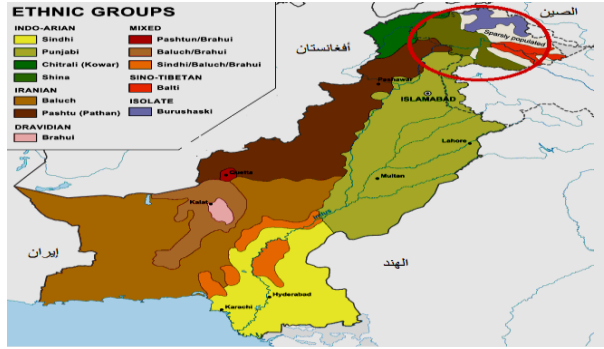 ETHNIC GROUPS
INDO-ARIAN
Sindhi
Punjabi
Chitrali (Kowar)
Shina
IRANIAN
Baluch
Pashtu (Pathan)
DRAVIDIAN
Brahui
MIXED
Pashtun/Brahui
Baluch/Brahui
Sindhi/Baluch/Brahui
SINO-TIBETAN
Balti
ISOLATE
Burushaski
الصين
Sparsly populated
أفغانستان
Peshawar
ISLAMABAD
Lahore
Multan
Quetta
Kalat
Indus
إيران
الهند
Hyderabad
Karachi